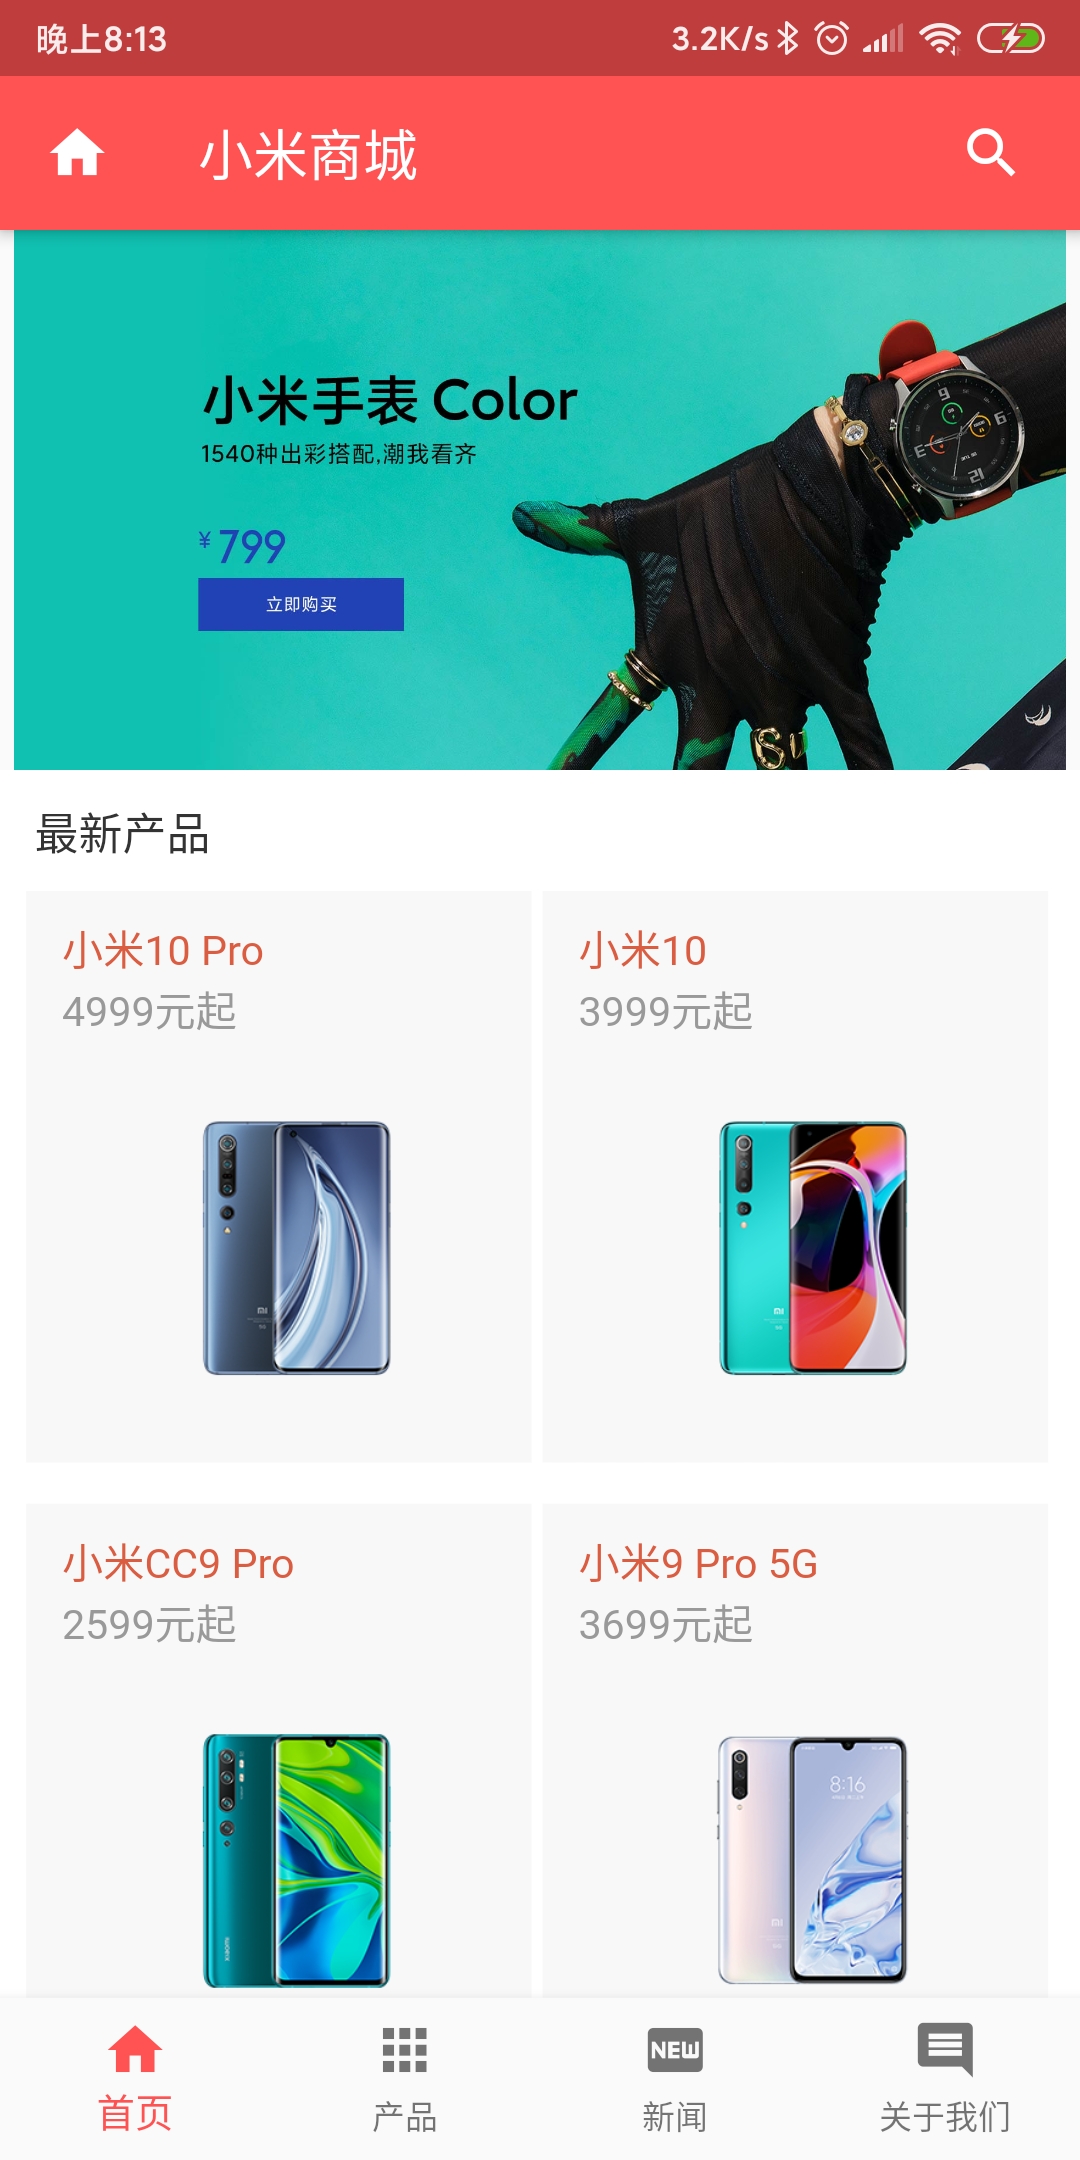 晚上8:13 3.2K/s
小米商城
小米手表 Color
1540种出彩搭配,潮我看齐
¥ 799
立即购买
最新产品
小米10 Pro
4999元起
小米10
3999元起
小米CC9 Pro
2599元起
小米9 Pro 5G
3699元起
8:16
首页
产品
NEW
新闻
关于我们